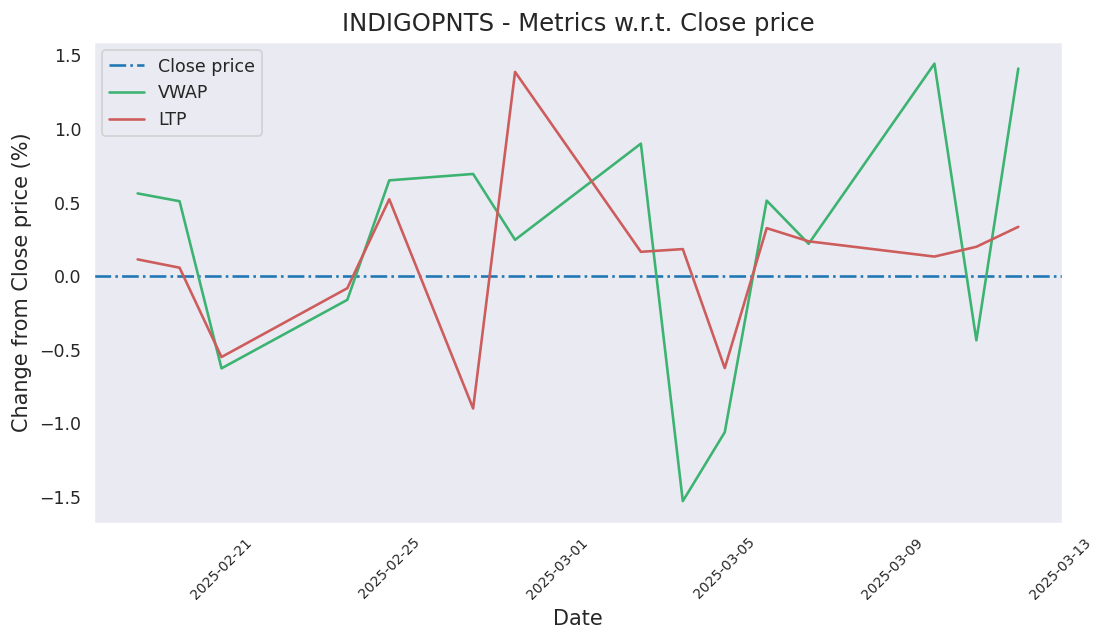 INDIGOPNTS - Metrics w.r.t. Close price
Close price
VWAP
LTP
Change from Close price (%)
1.5
1.0
0.5
0.0
−0.5
−1.0
−1.5
2025-02-21
2025-02-25
2025-03-01
2025-03-05
2025-03-09
2025-03-13
Date